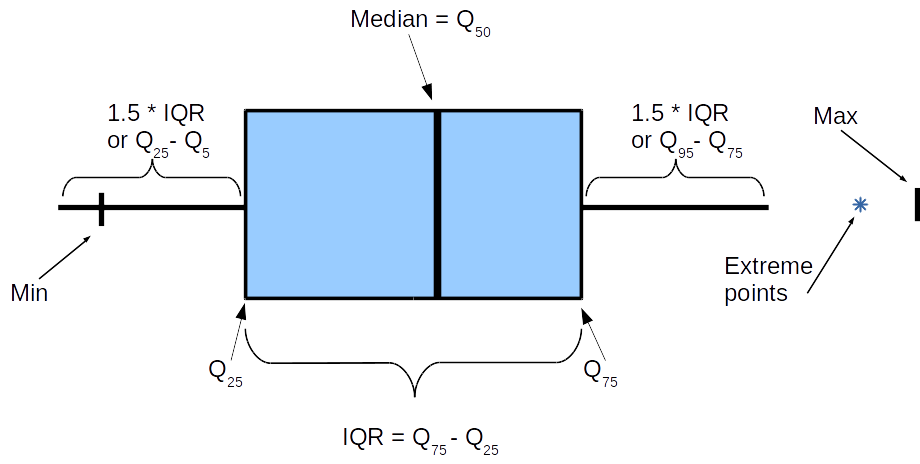 Median = Q50
1.5 * IQR
or Q25- Q5
1.5 * IQR
or Q95- Q75
Max
Min
Extreme
points
Q25
Q75
IQR = Q75 - Q25